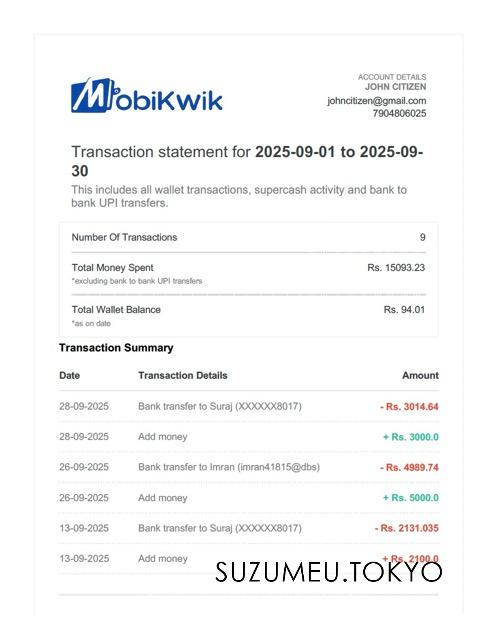 ACCOUNT DETAILS
JOHN CITIZEN
MobiKwik
johncitizen@gmail.com
7904806025
Transaction statement for 2025-09-01 to 2025-09-
30
This includes all wallet transactions, supercash activity and bank to
bank UPI transfers.
Number Of Transactions 9
Total Money Spent Rs. 15093.23
*excluding bank to bank UPI transfers
Total Wallet Balance Rs. 94.01
*as on date
Transaction Summary
Date Transaction Details Amount
28-09-2025 Bank transfer to Suraj (XXXXXX8017) - Rs. 3014.64
28-09-2025 Add money + Rs. 3000.0
26-09-2025 Bank transfer to Imran (imran41815@dbs) - Rs. 4989.74
26-09-2025 Add money + Rs. 5000.0
13-09-2025 Bank transfer to Suraj (XXXXXX8017) - Rs. 2131.035
13-09-2025 Add money + Rs. 2100.0
SUZUMEU.TOKYO